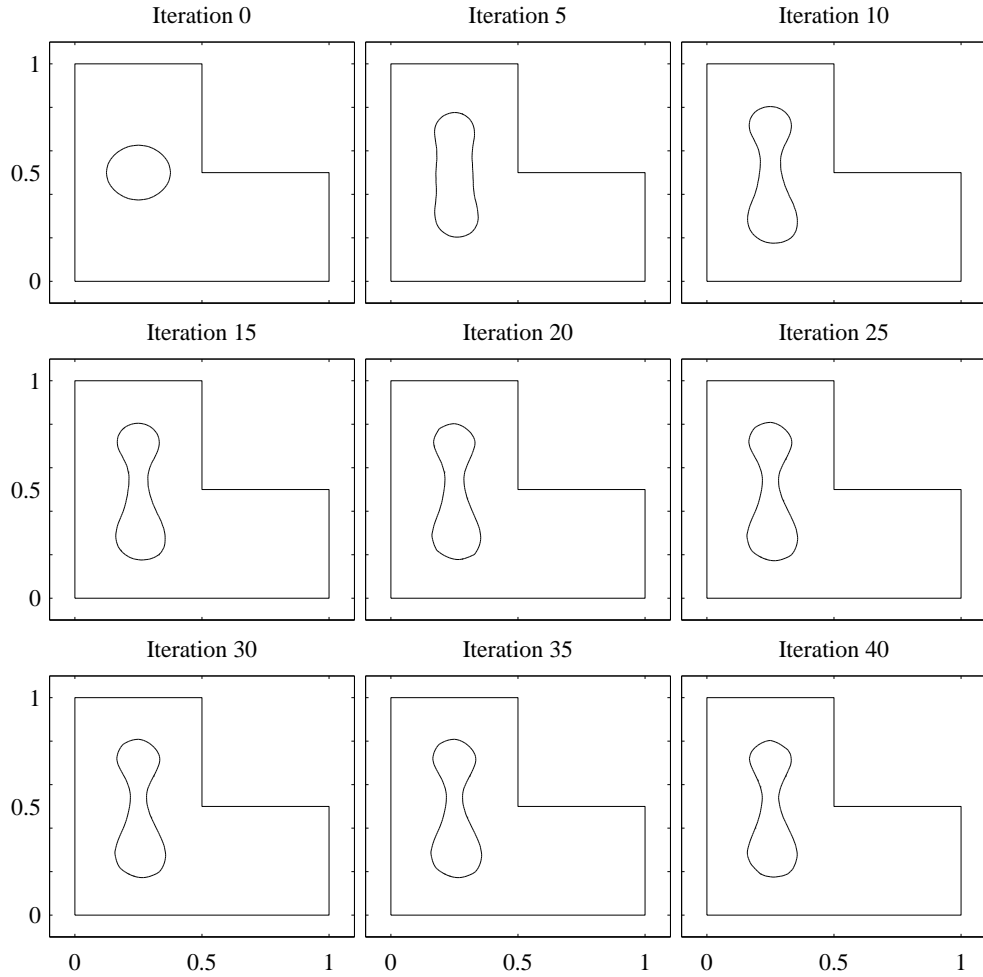 Iteration 0
Iteration 5
Iteration 10
1
0.5
0
Iteration 15
Iteration 20
Iteration 25
1
0.5
0
Iteration 30
Iteration 35
Iteration 40
1
0.5
0
0 0.5 1
0 0.5 1
0 0.5 1